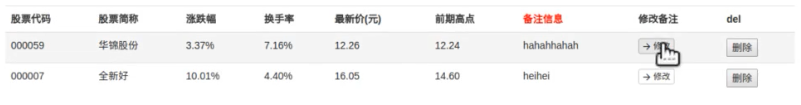 股票代码 股票简称 涨跌幅 换手率 最新价(元) 前期高点 备注信息 修改备注 del
000059 华锦股份 3.37% 7.16% 12.26 12.24 hahahhahah 修 删除
000007 全新好 10.01% 4.40% 16.05 14.60 heihei 修改 删除